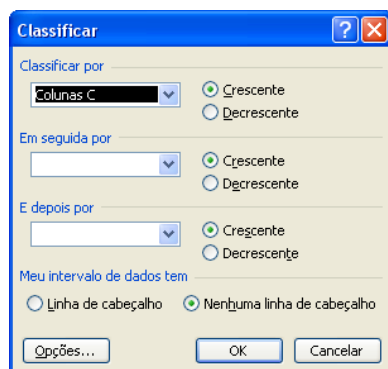 Classificar
Classificar por
Colunas C
Crescente
Decrescente
Em seguida por
Crescente
Decrescente
E depois por
Crescente
Decrescente
Meu intervalo de dados tem
Linha de cabeçalho
Nenhuma linha de cabeçalho
Opções...
OK
Cancelar